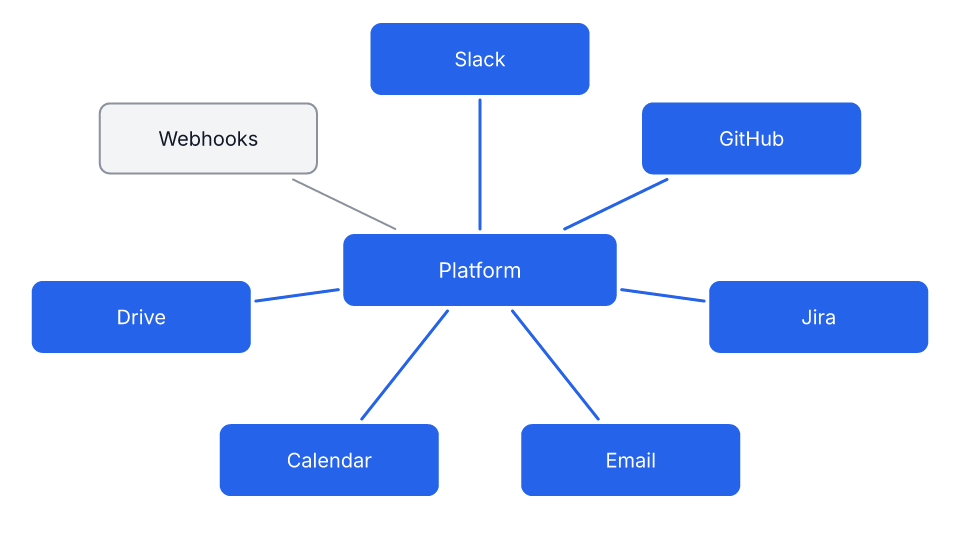 Slack
Webhooks
GitHub
Platform
Drive
Jira
Calendar
Email